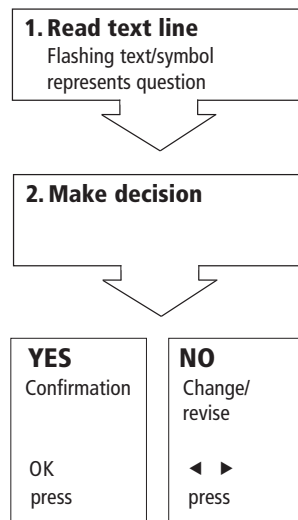 1. Read text line
Flashing text/symbol
represents question
2. Make decision
YES
Confirmation
OK
press
NO
Change/
revise
◄ ►
press